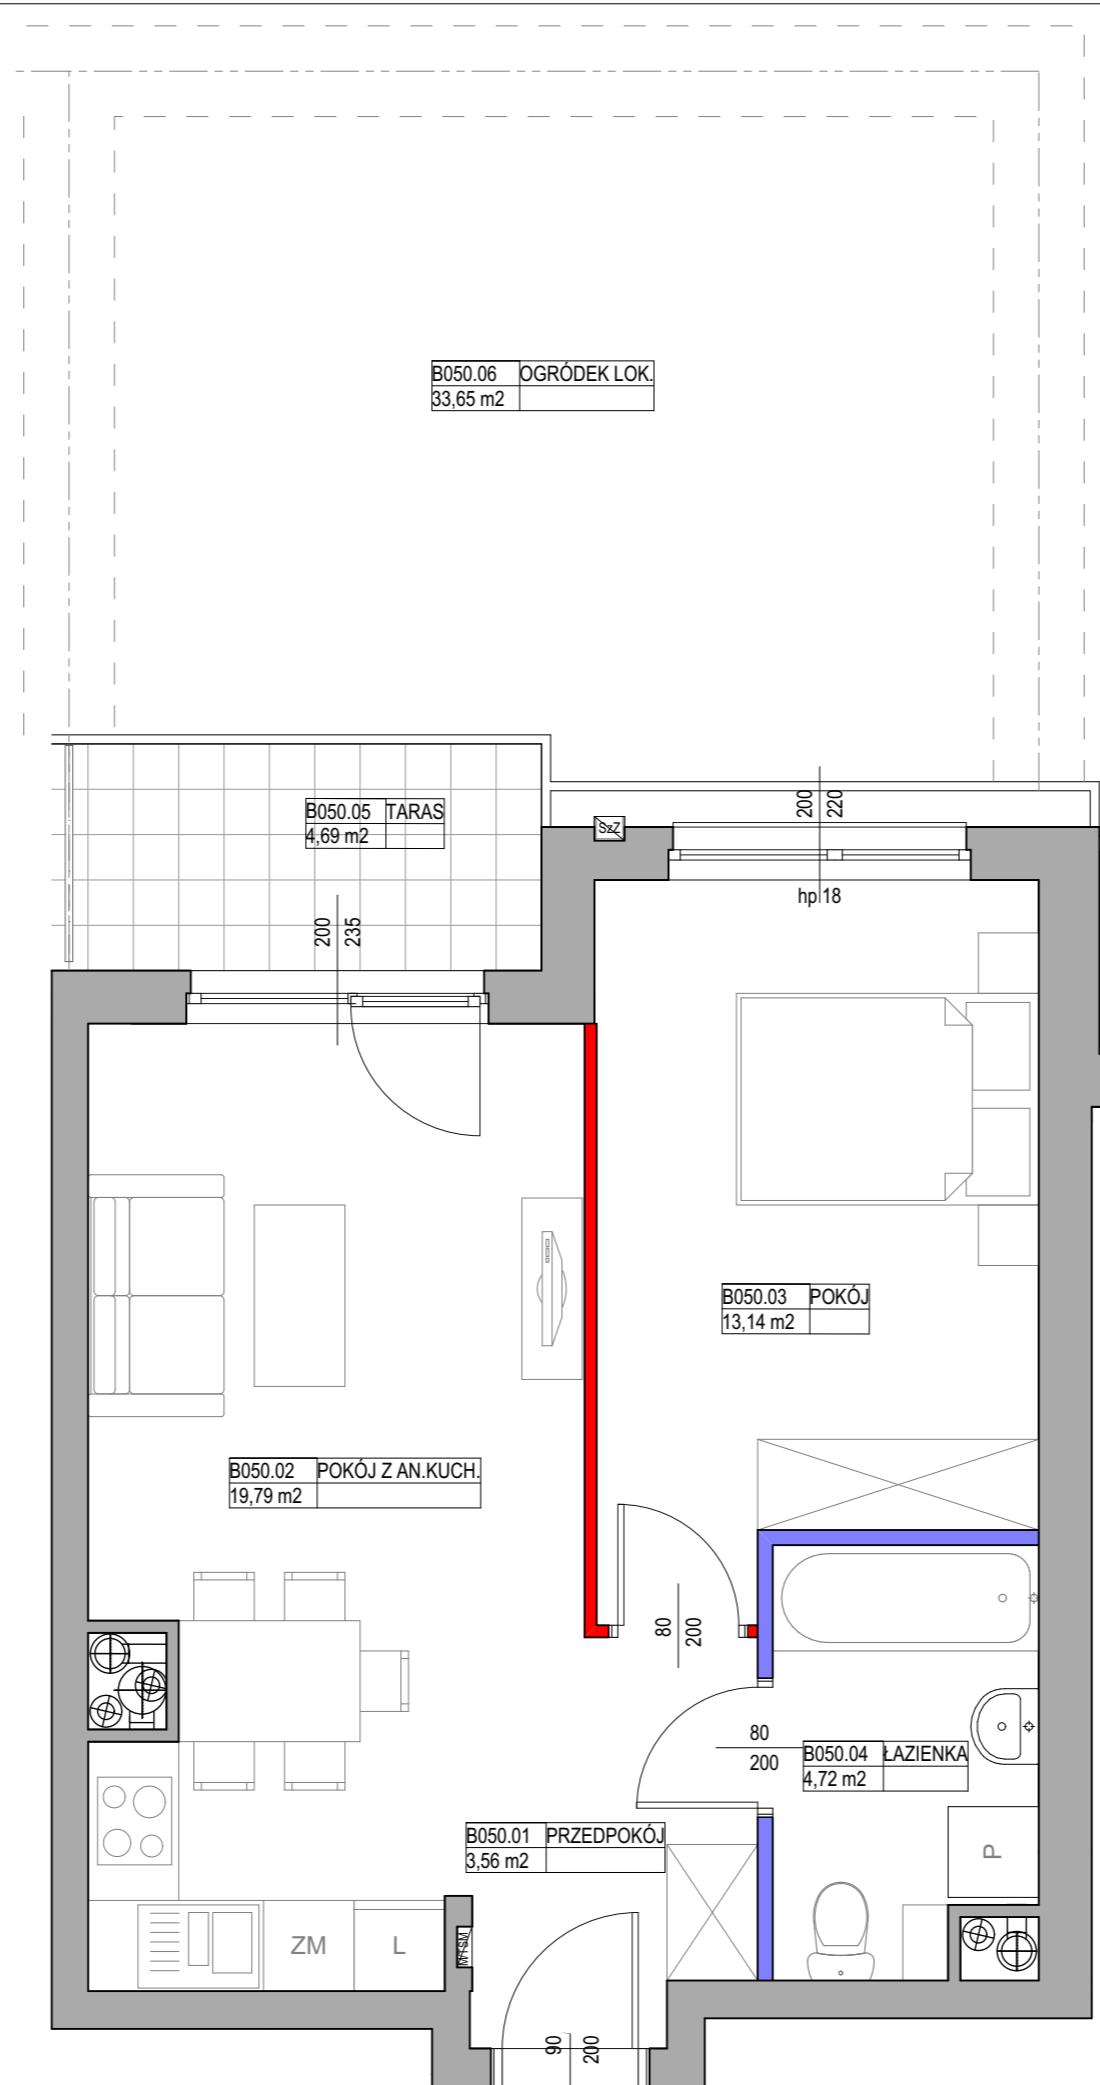 B050.06 OGRÓDEK LOK.
33,65 m2
B050.05 TARAS
4,69 m2
200
220
SzZ
hp 18
200
235
B050.03 POKÓJ
13,14 m2
B050.02 POKÓJ Z AN.KUCH.
19,79 m2
80
200
80
200
B050.04 ŁAZIENKA
4,72 m2
B050.01 PRZEDPOKÓJ
3,56 m2
P
ZM
L
90
200